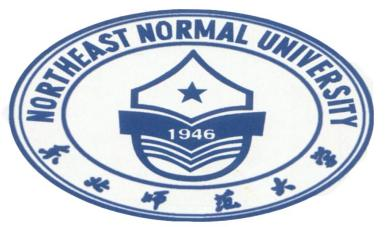 NORTHEAST NORMAL UNIVERSITY
1946
东北师范大学